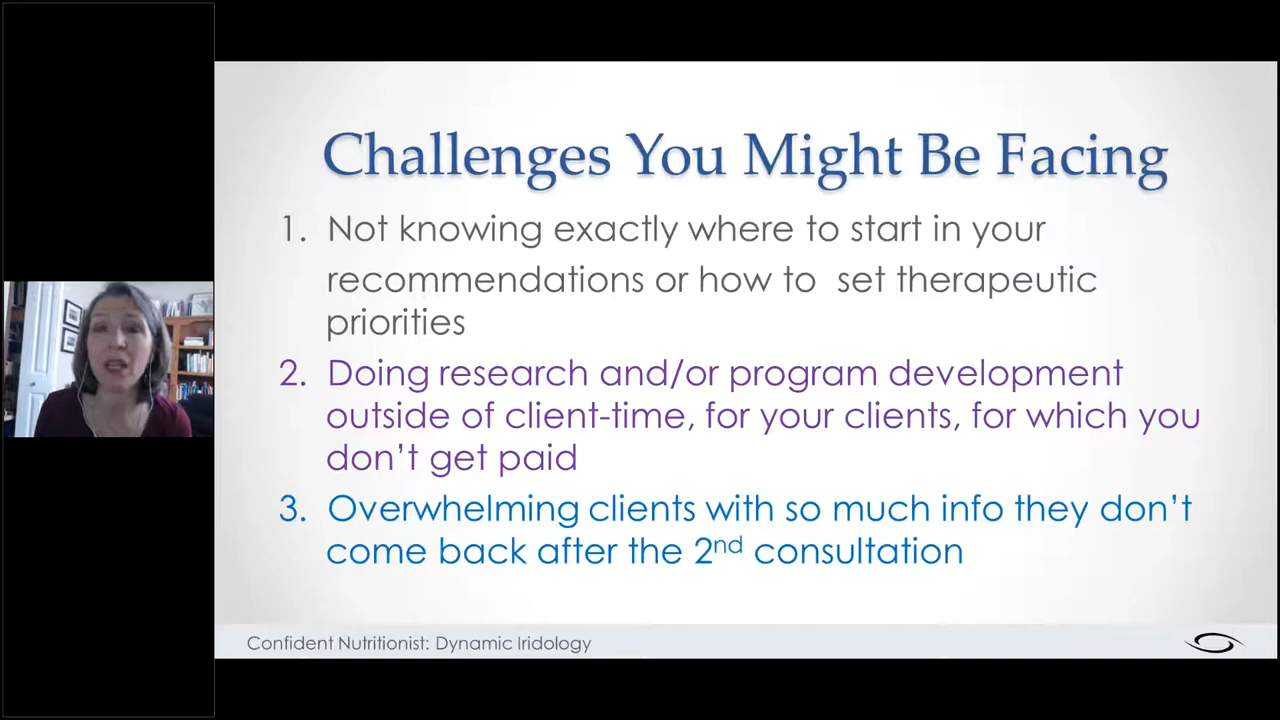 Challenges You Might Be Facing
1. Not knowing exactly where to start in your
recommendations or how to  set therapeutic
priorities
2. Doing research and/or program development
outside of client-time, for your clients, for which you
don’t get paid
3. Overwhelming clients with so much info they don’t
come back after the 2nd consultation
Confident Nutritionist: Dynamic Iridology